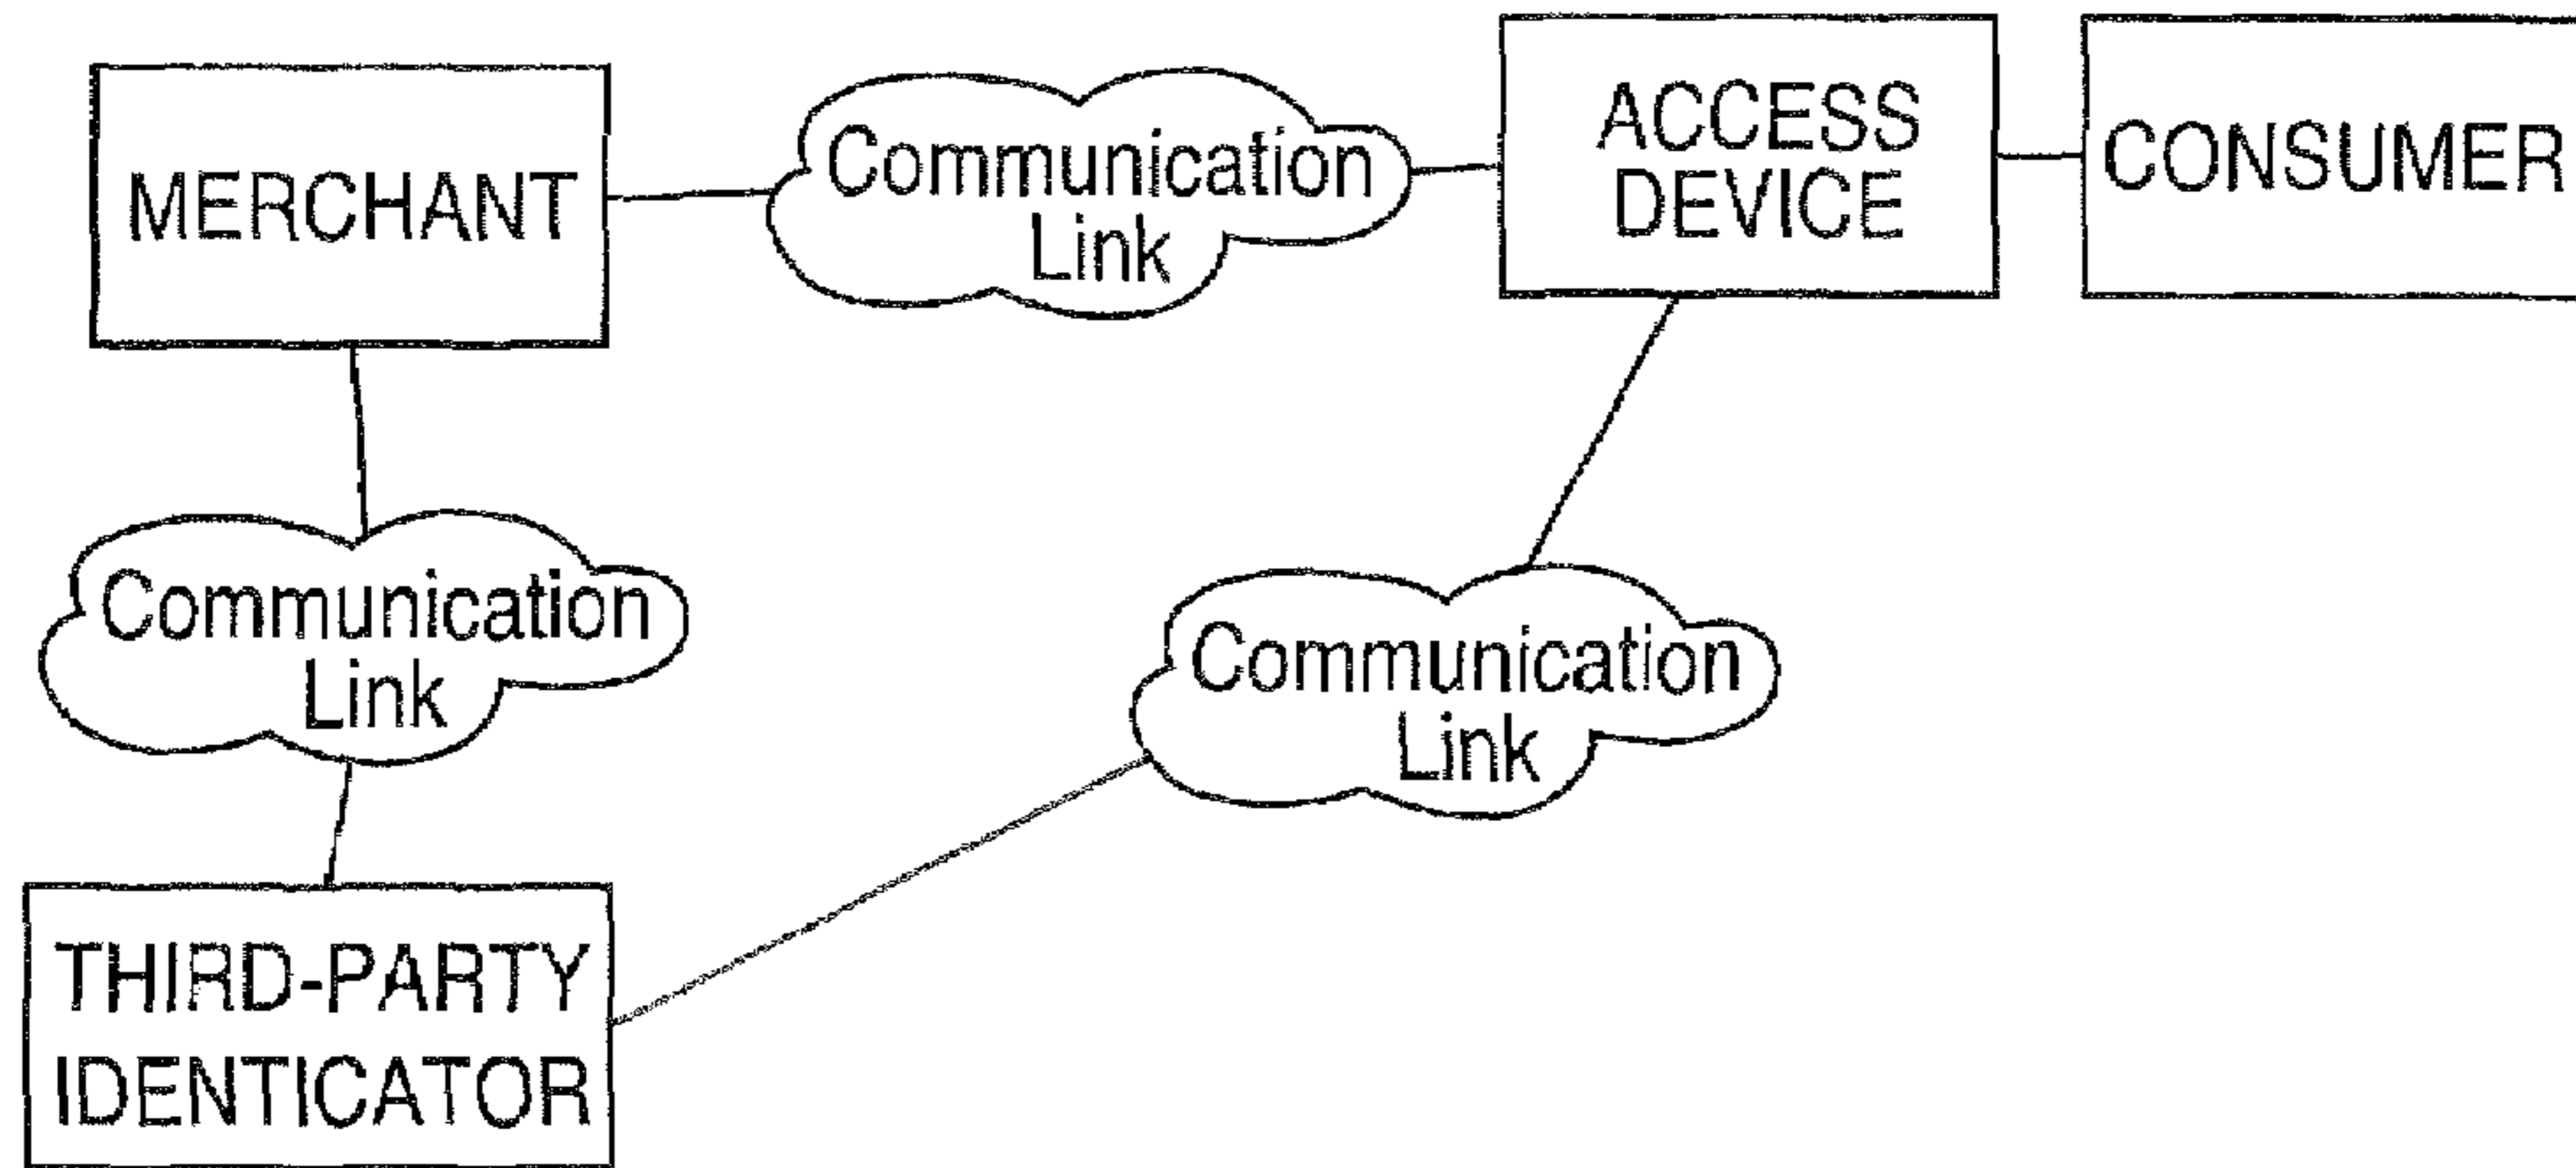 MERCHANT
Communication
Link
ACCESS
DEVICE
CONSUMER
Communication
Link
Communication
Link
THIRD-PARTY
IDENTICATOR